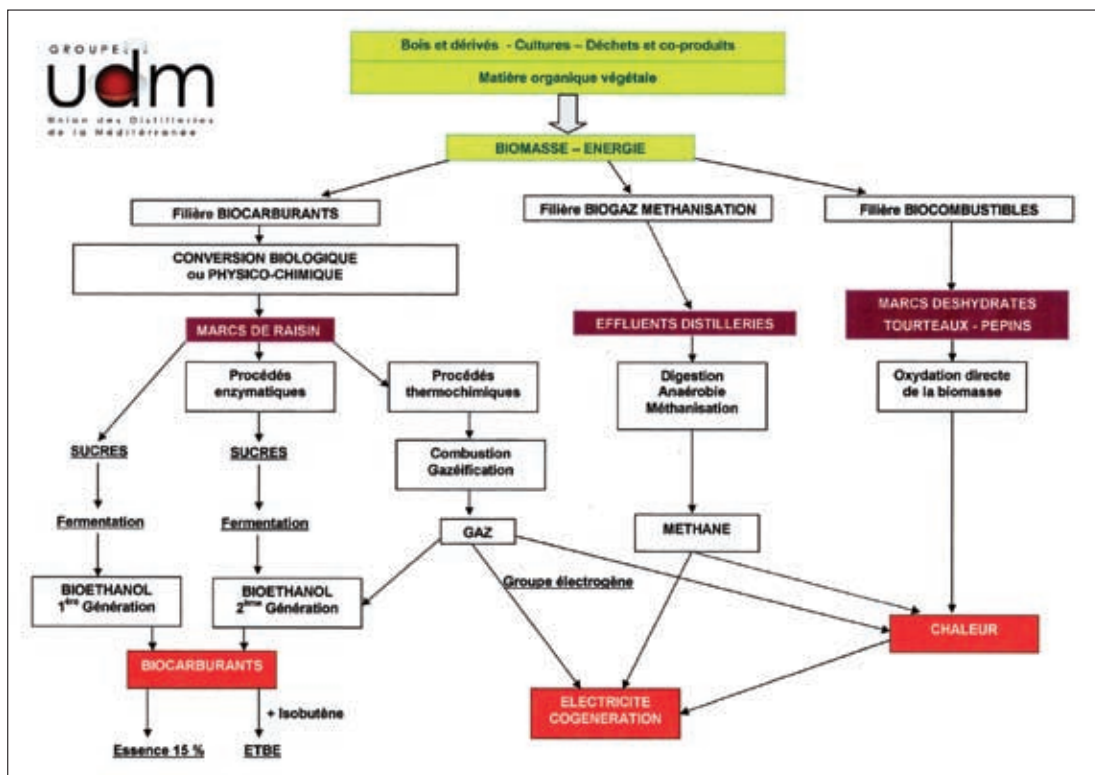 GROUPE
udm
Union des Distilleries
de la Méditérranée
Bois et dérivés - Cultures – Déchets et co-produits
Matière organique végétale
BIOMASSE – ENERGIE
Filière BIOCARBURANTS
Filière BIOGAZ METHANISATION
Filière BIOCOMBUSTIBLES
CONVERSION BIOLOGIQUE
ou PHYSICO-CHIMIQUE
MARCS DE RAISIN
EFFLUENTS DISTILLERIES
MARCS DESHYDRATES
TOURTEAUX - PEPINS
Procédés
enzymatiques
Procédés
thermochimiques
Digestion
Anaérobie
Méthanisation
Oxydation directe
de la biomasse
SUCRES
SUCRES
Combustion
Gazéification
Fermentation
Fermentation
GAZ
METHANE
BIOETHANOL
1ère Génération
BIOETHANOL
2ème Génération
Groupe électrogène
CHALEUR
BIOCARBURANTS
ELECTRICITE
COGENERATION
+ Isobutène
Essence 15 %
ETBE